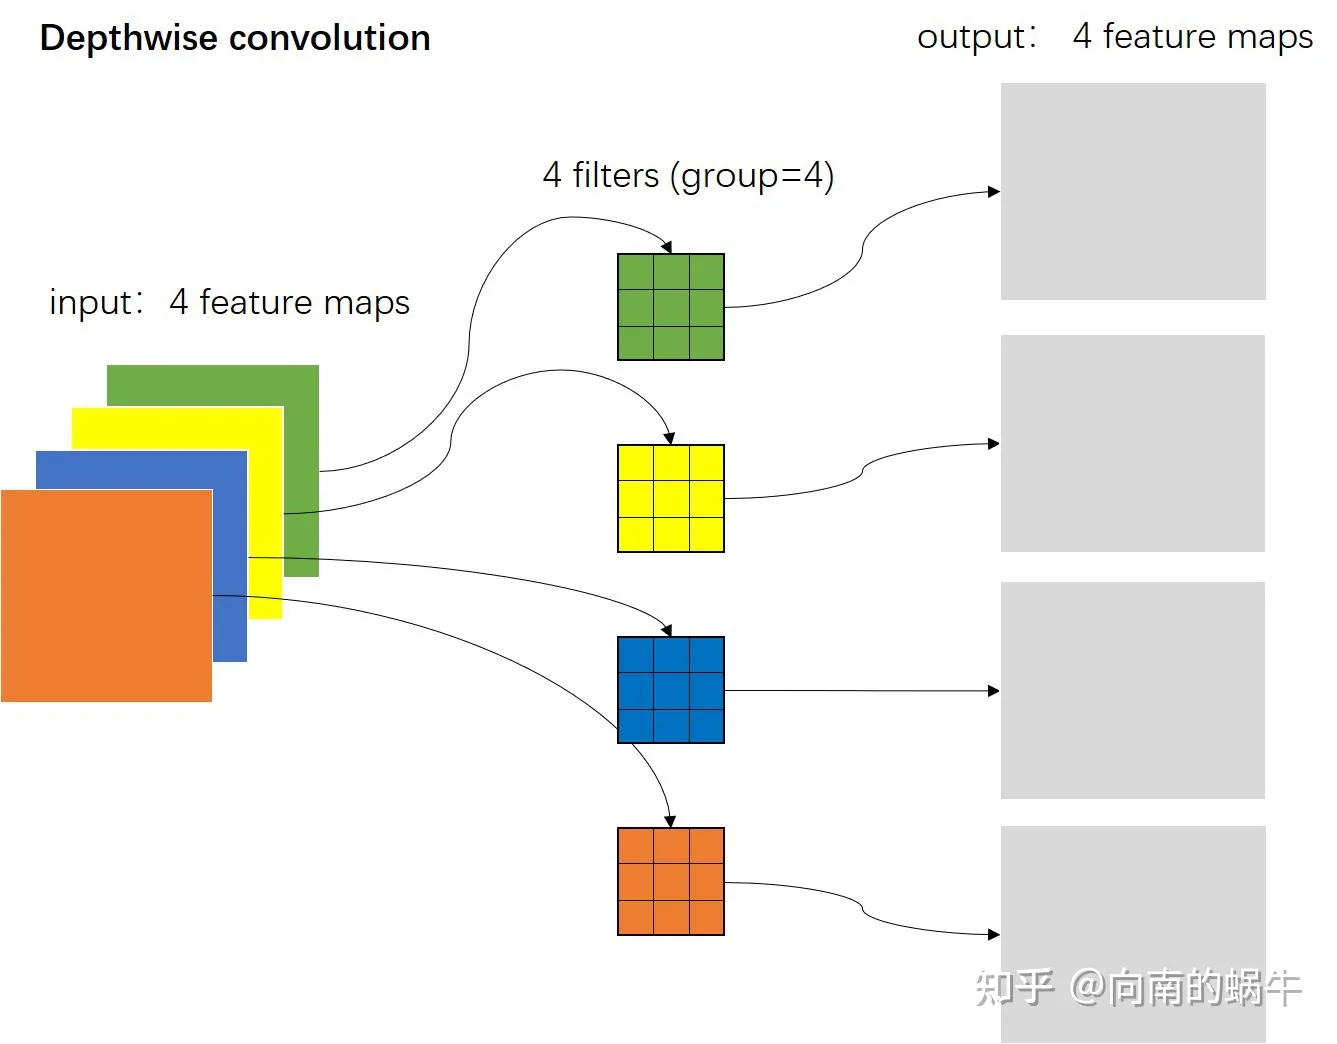 Depthwise convolution
output： 4 feature maps
4 filters (group=4)
input：4 feature maps
知乎 @向南的蜗牛